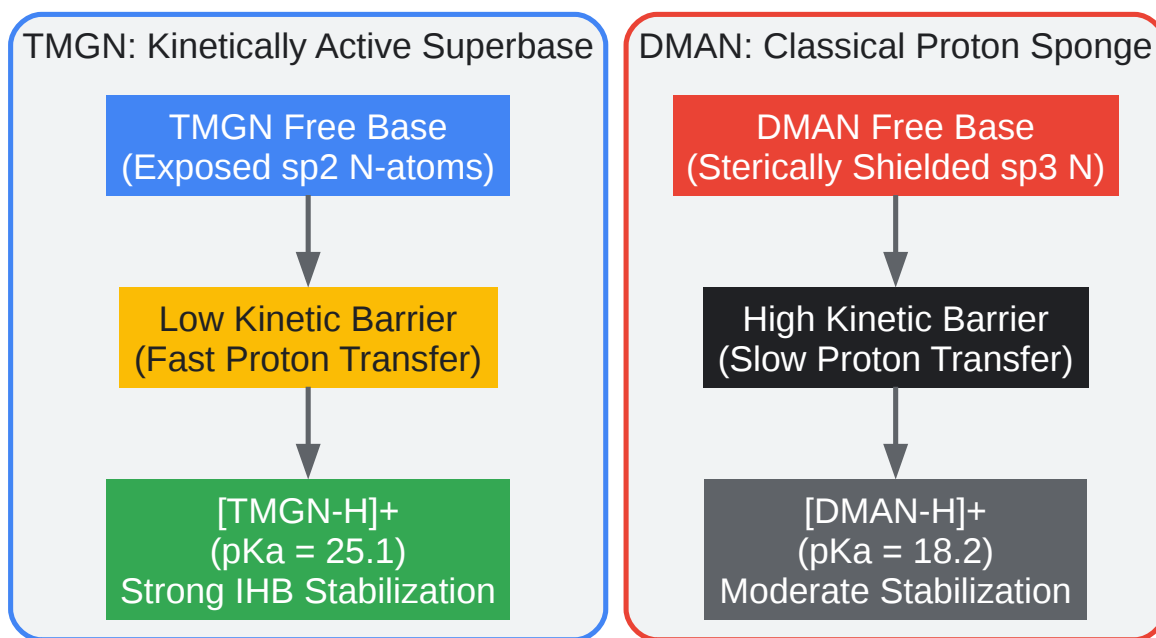 TMGN: Kinetically Active Superbase
TMGN Free Base
(Exposed sp2 N-atoms)
Low Kinetic Barrier
(Fast Proton Transfer)
[TMGN-H]+
(pKa = 25.1)
Strong IHB Stabilization
DMAN: Classical Proton Sponge
DMAN Free Base
(Sterically Shielded sp3 N)
High Kinetic Barrier
(Slow Proton Transfer)
[DMAN-H]+
(pKa = 18.2)
Moderate Stabilization